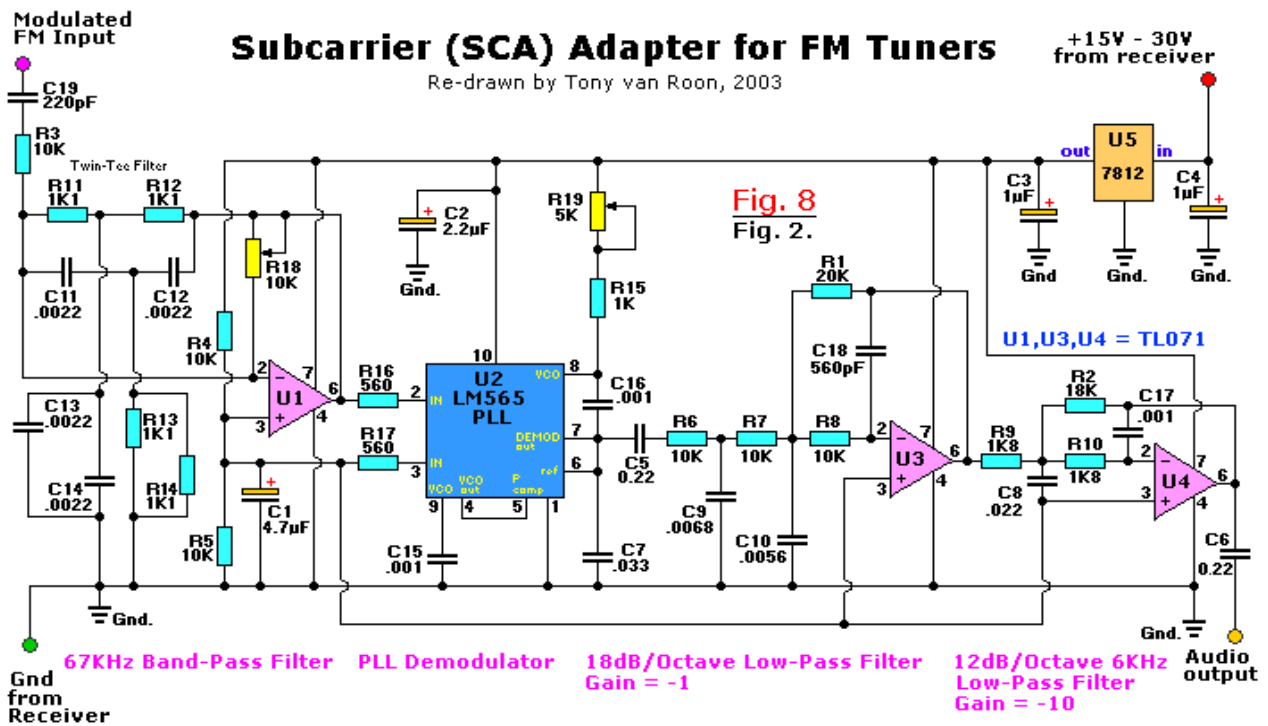 Modulated
FM Input
Subcarrier (SCA) Adapter for FM Tuners
Re-drawn by Tony van Roon, 2003
+15V - 30V
from receiver
C19
220pF
R3
10K
Twin-Tee Filter
R11
1K1
R12
1K1
R18
10K
C11
.0022
C12
.0022
R4
10K
C13
.0022
C14
.0022
R13
1K1
R14
1K1
R5
10K
C1
4.7µF
+
2
3
7
6
4
−
+
U1
R16
560
R17
560
C2
2.2µF
+
Gnd.
10
U2
LM565
PLL
2
IN
3
IN
VCO
8
DEMOD
out
7
ref
6
VCO
9
VCO
out
4
P
comp
5
1
C15
.001
R19
5K
R15
1K
C16
.001
C7
.033
C5
0.22
R6
10K
R7
10K
R8
10K
C9
.0068
C10
.0056
R1
20K
C18
560pF
2
3
7
6
4
−
+
U3
Fig. 8
Fig. 2.
out
U5
7812
in
C3
1µF
+
Gnd
Gnd.
C4
1µF
+
Gnd.
U1,U3,U4 = TL071
R9
1K8
R2
18K
C17
.001
R10
1K8
C8
.022
2
3
7
6
4
−
+
U4
C6
0.22
Gnd.
Gnd.
Gnd
from
Receiver
67KHz Band-Pass Filter
PLL Demodulator
18dB/Octave Low-Pass Filter
Gain = -1
12dB/Octave 6KHz
Low-Pass Filter
Gain = -10
Audio
output